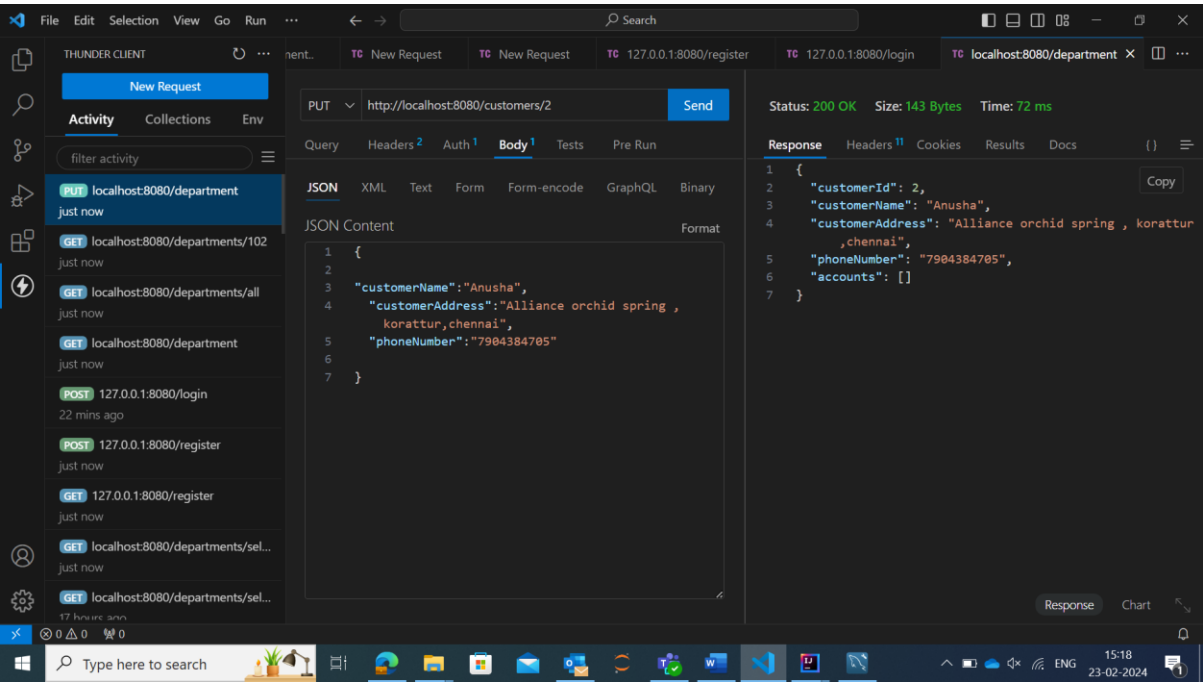 File Edit Selection View Go Run ··· Search
THUNDER CLIENT
New Request
Activity Collections Env
filter activity
PUT localhost:8080/department
just now
GET localhost:8080/departments/102
just now
GET localhost:8080/departments/all
just now
GET localhost:8080/department
just now
POST 127.0.0.1:8080/login
22 mins ago
POST 127.0.0.1:8080/register
just now
GET 127.0.0.1:8080/register
just now
GET localhost:8080/departments/sel...
just now
GET localhost:8080/departments/sel...
17 hours ago
nent.. TC New Request TC New Request TC 127.0.0.1:8080/register TC 127.0.0.1:8080/login TC localhost:8080/department
PUT http://localhost:8080/customers/2 Send
Query Headers 2 Auth 1 Body 1 Tests Pre Run
JSON XML Text Form Form-encode GraphQL Binary
JSON Content Format
1 {
2
3 "customerName":"Anusha",
4 "customerAddress":"Alliance orchid spring ,
korattur,chennai",
5 "phoneNumber":"7904384705"
6
7 }
Status: 200 OK Size: 143 Bytes Time: 72 ms
Response Headers 11 Cookies Results Docs { }
Copy
1 {
2 "customerId": 2,
3 "customerName": "Anusha",
4 "customerAddress": "Alliance orchid spring , korattur
,chennai",
5 "phoneNumber": "7904384705",
6 "accounts": []
7 }
Response Chart
0 0 0
Type here to search
ENG
15:18
23-02-2024
1